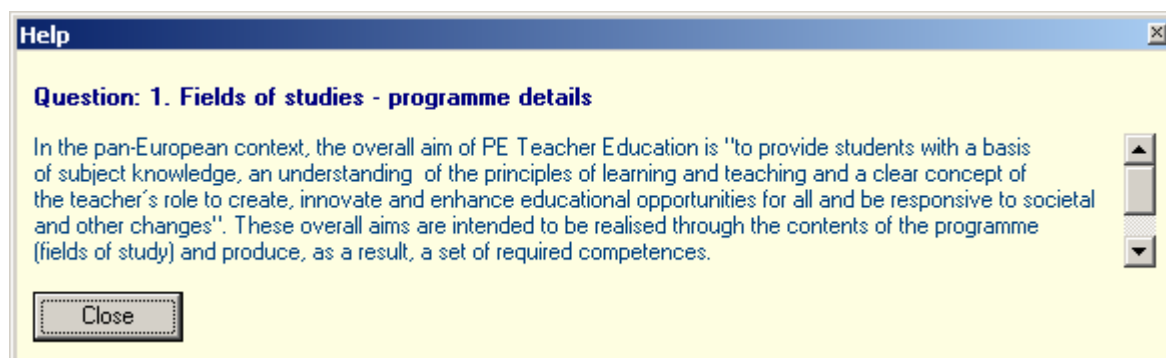 Help
Question: 1. Fields of studies - programme details
In the pan-European context, the overall aim of PE Teacher Education is "to provide students with a basis
of subject knowledge, an understanding  of the principles of learning and teaching and a clear concept of
the teacher´s role to create, innovate and enhance educational opportunities for all and be responsive to societal
and other changes". These overall aims are intended to be realised through the contents of the programme
(fields of study) and produce, as a result, a set of required competences.
Close